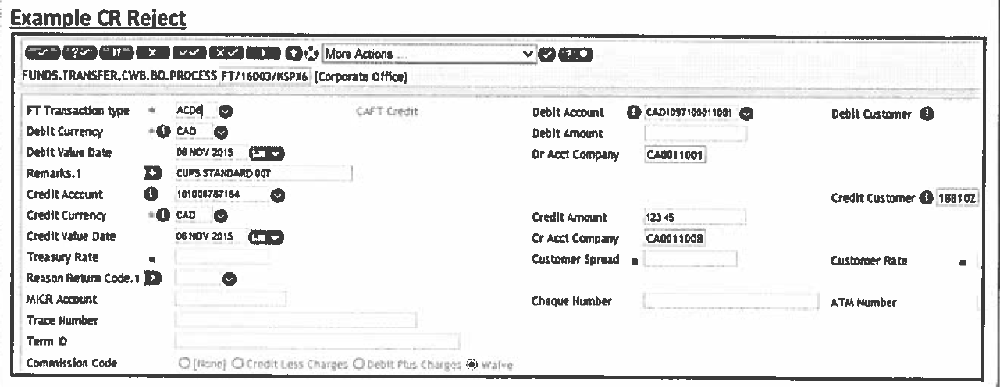 Example CR Reject
More Actions ...
FUNDS.TRANSFER,CWB.BO.PROCESS FT/16003/KSPX6 (Corporate Office)
FT Transaction type CAFT Credit Debit Account CAD1097100011001 Debit Customer
Debit Currency CAD Debit Amount
Debit Value Date 06 NOV 2015 Dr Acct Company CA0011001
Remarks.1 CUPS STANDARD 007
Credit Account 101000787184 Credit Customer 188102
Credit Currency CAD Credit Amount 123 45
Credit Value Date 06 NOV 2015 Cr Acct Company CA0011008
Treasury Rate Customer Spread Customer Rate
Reason Return Code.1
MICR Account Cheque Number ATM Number
Trace Number
Term ID
Commission Code [None] Credit Less Charges Debit Plus Charges Waive